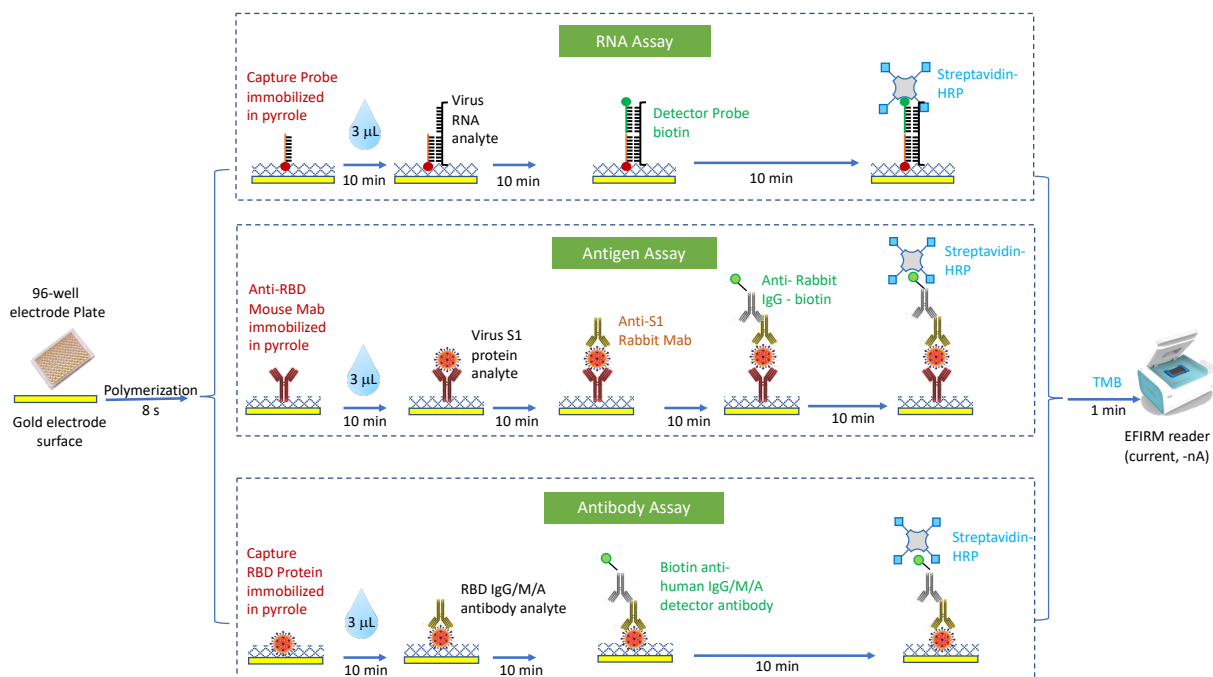 96-well
electrode Plate
Gold electrode
surface
Polymerization
8 s
RNA Assay
Capture Probe
immobilized
in pyrrole
3 µL
10 min
Virus
RNA
analyte
10 min
Detector Probe
biotin
10 min
Streptavidin-
HRP
Antigen Assay
Anti-RBD
Mouse Mab
immobilized
in pyrrole
3 µL
10 min
Virus S1
protein
analyte
10 min
Anti-S1
Rabbit Mab
10 min
Anti- Rabbit
IgG - biotin
10 min
Streptavidin-
HRP
Antibody Assay
Capture
RBD Protein
immobilized
in pyrrole
3 µL
10 min
RBD IgG/M/A
antibody analyte
10 min
Biotin anti-
human IgG/M/A
detector antibody
10 min
Streptavidin-
HRP
TMB
1 min
EFIRM reader
(current, -nA)